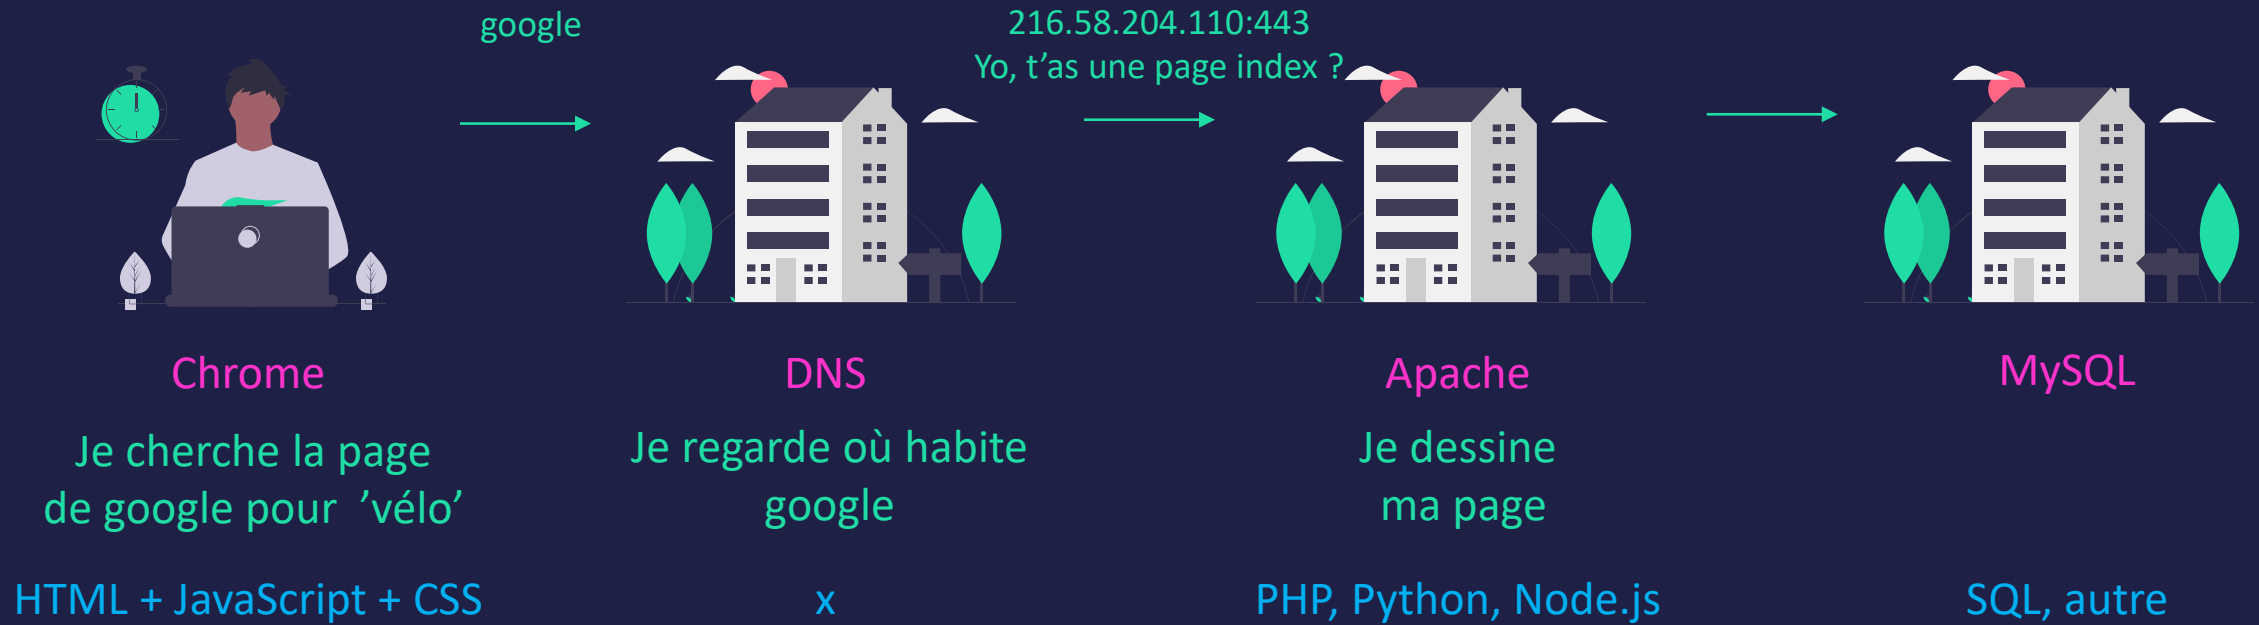 google
216.58.204.110:443
Yo, t’as une page index ?
Chrome
DNS
Apache
MySQL
Je cherche la page
de google pour ’vélo’
Je regarde où habite
google
Je dessine
ma page
HTML + JavaScript + CSS
x
PHP, Python, Node.js
SQL, autre